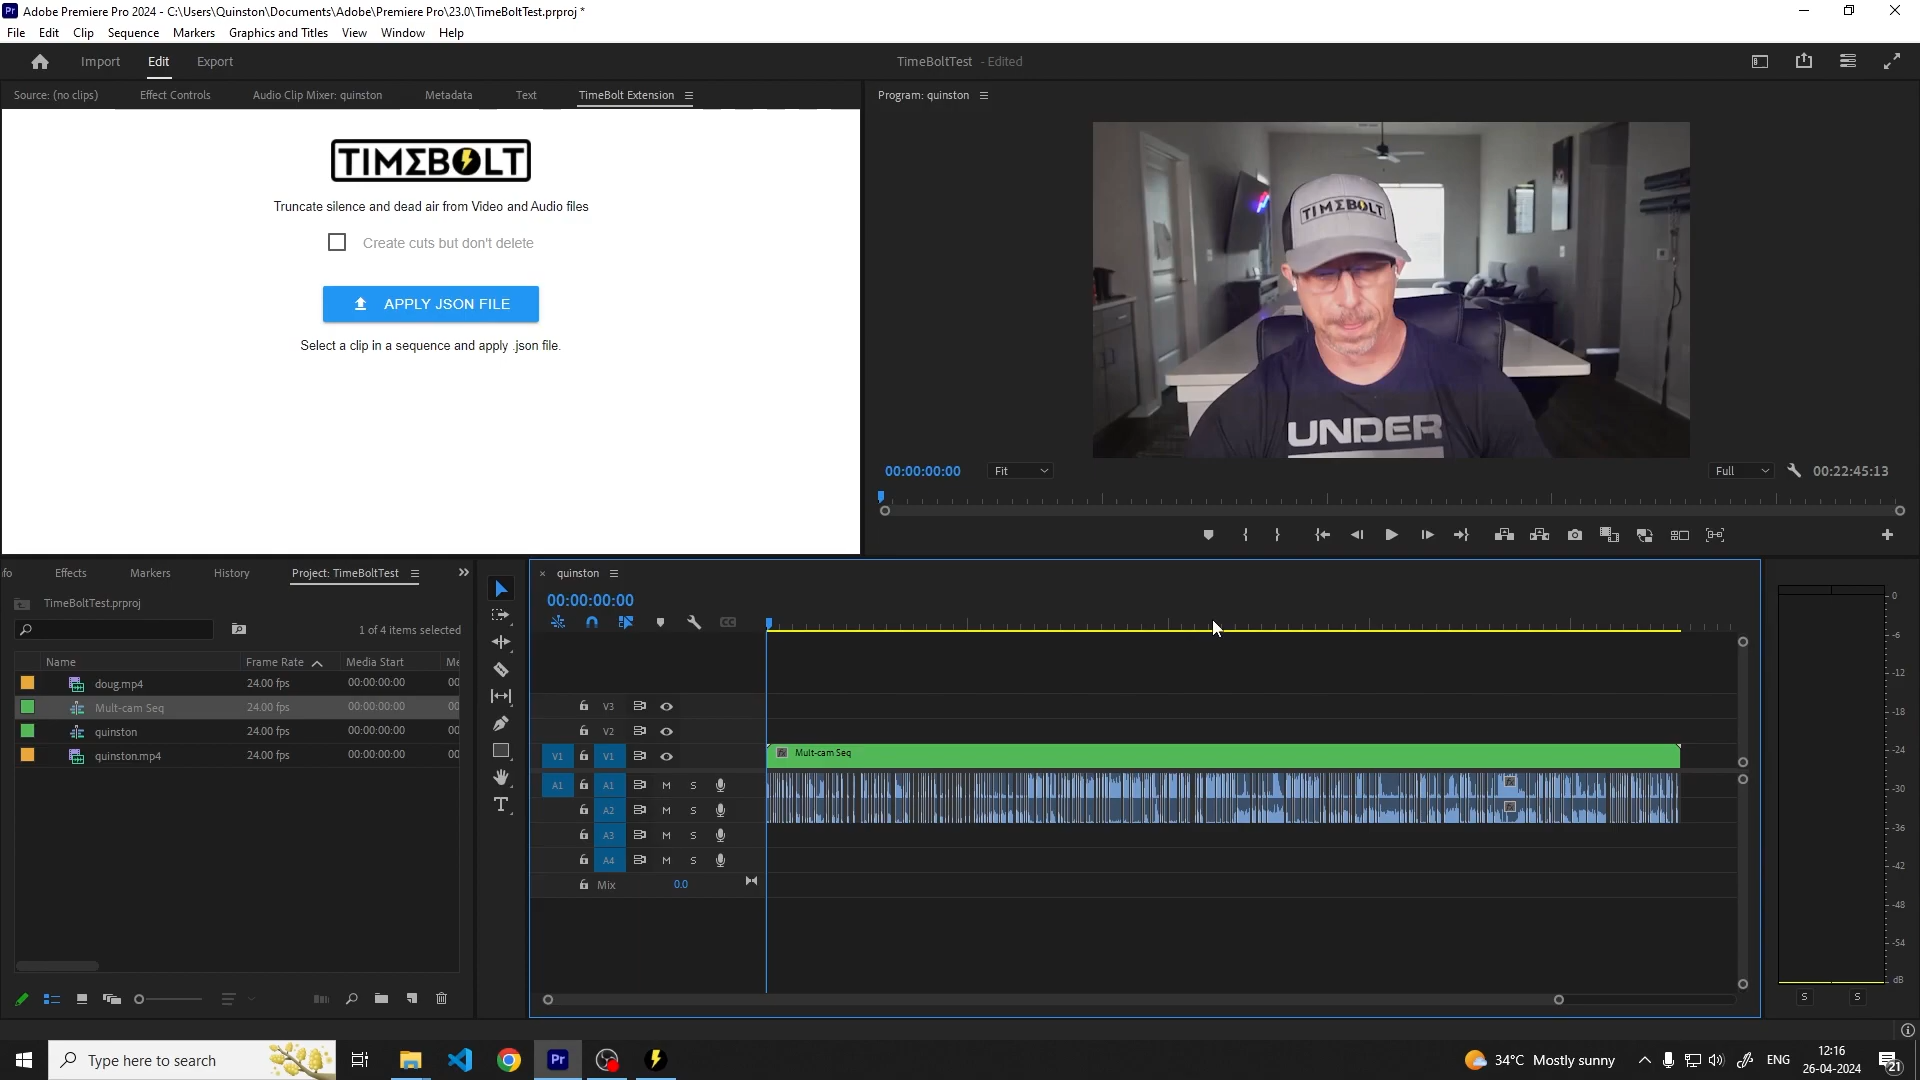 Pr Adobe Premiere Pro 2024 - C:\Users\Quinston\Documents\Adobe\Premiere Pro\23.0\TimeBoltTest.prproj *
File Edit Clip Sequence Markers Graphics and Titles View Window Help
Import Edit Export TimeBoltTest - Edited
Source: (no clips) Effect Controls Audio Clip Mixer: quinston Metadata Text TimeBolt Extension Program: quinston
TIMΣBOLT
Truncate silence and dead air from Video and Audio files
Create cuts but don't delete
APPLY JSON FILE
Select a clip in a sequence and apply .json file.
TIMΣBOLT
UNDER
00:00:00:00 Fit Full 00:22:45:13
nfo Effects Markers History Project: TimeBoltTest
TimeBoltTest.prproj
1 of 4 items selected
Name Frame Rate Media Start Me
doug.mp4 24.00 fps 00:00:00:00 00
Mult-cam Seq 24.00 fps 00:00:00:00 00
quinston 24.00 fps 00:00:00:00 00
quinston.mp4 24.00 fps 00:00:00:00 00
× quinston
00:00:00:00
CC
V3
V2
V1 V1 fx Mult-cam Seq
A1 A1 M S
A2 M S
A3 M S
A4 M S
Mix 0.0
0
-6
-12
-18
-24
-30
-36
-42
-48
-54
dB
S S
Type here to search Pr 34°C Mostly sunny ENG 12:16
26-04-2024 21